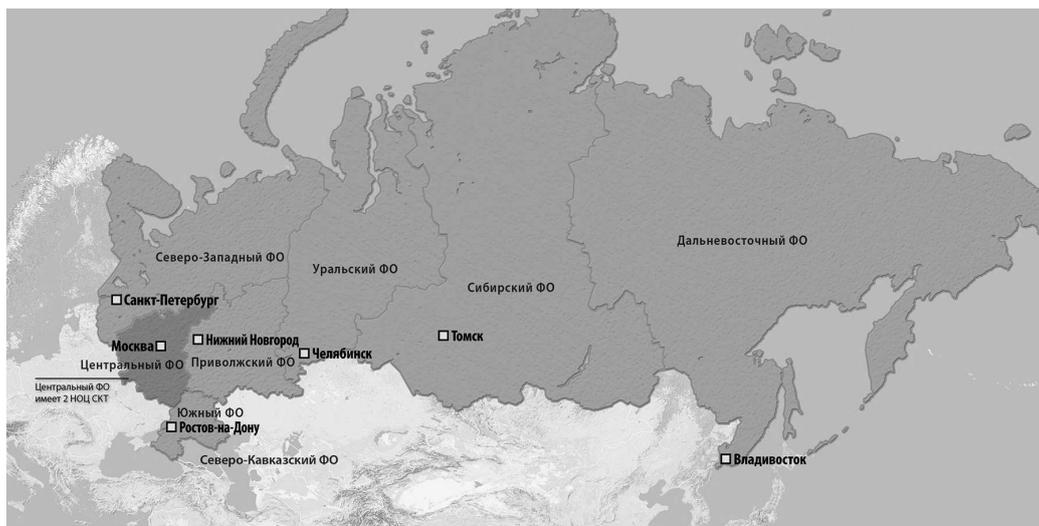 Дальневосточный ФО
Северо-Западный ФО
Уральский ФО
Сибирский ФО
Санкт-Петербург
Нижний Новгород
Томск
Москва
Челябинск
Центральный ФО
Приволжский ФО
Центральный ФО
имеет 2 НОЦ СКТ
Южный ФО
Ростов-на-Дону
Северо-Кавказский ФО
Владивосток